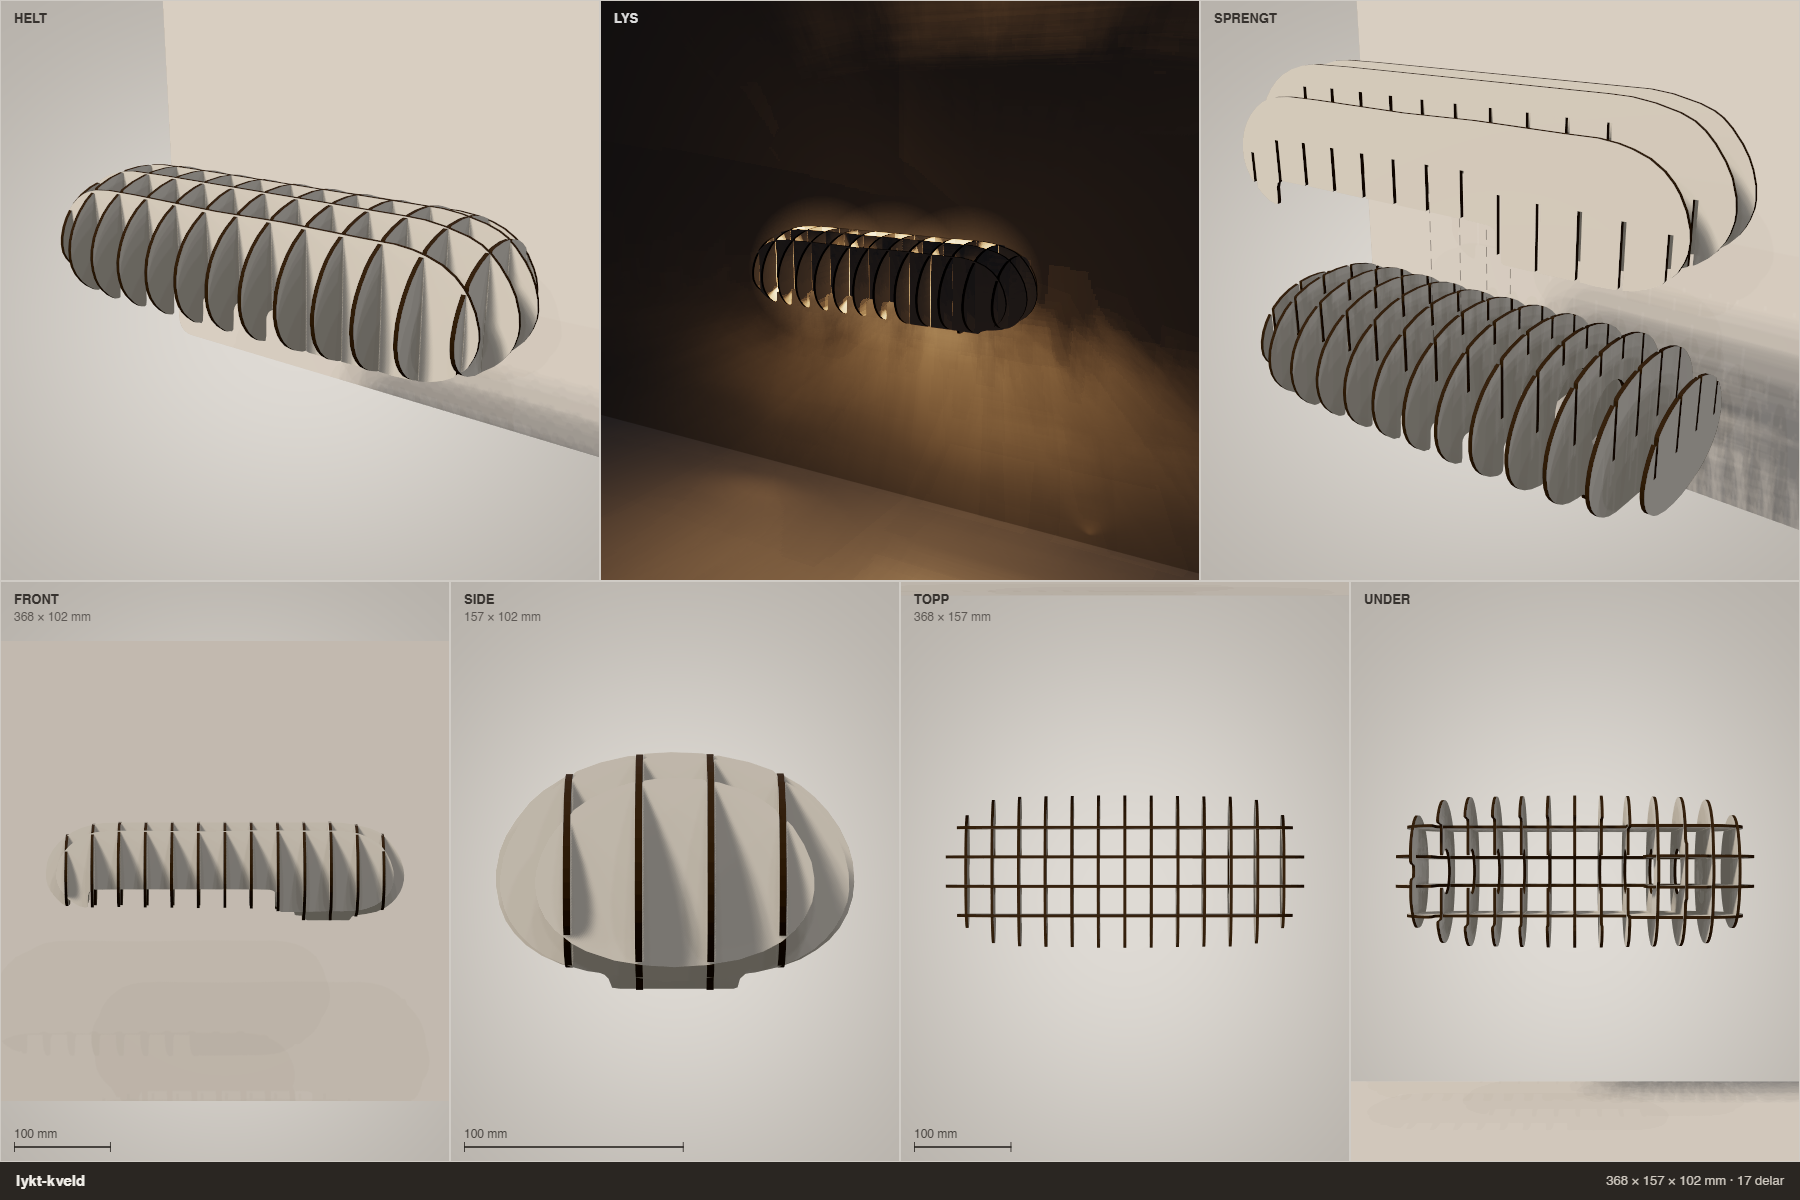 HELT
LYS
SPRENGT
FRONT
368 × 102 mm
SIDE
157 × 102 mm
TOPP
368 × 157 mm
UNDER
100 mm
100 mm
100 mm
lykt-kveld
368 × 157 × 102 mm · 17 delar